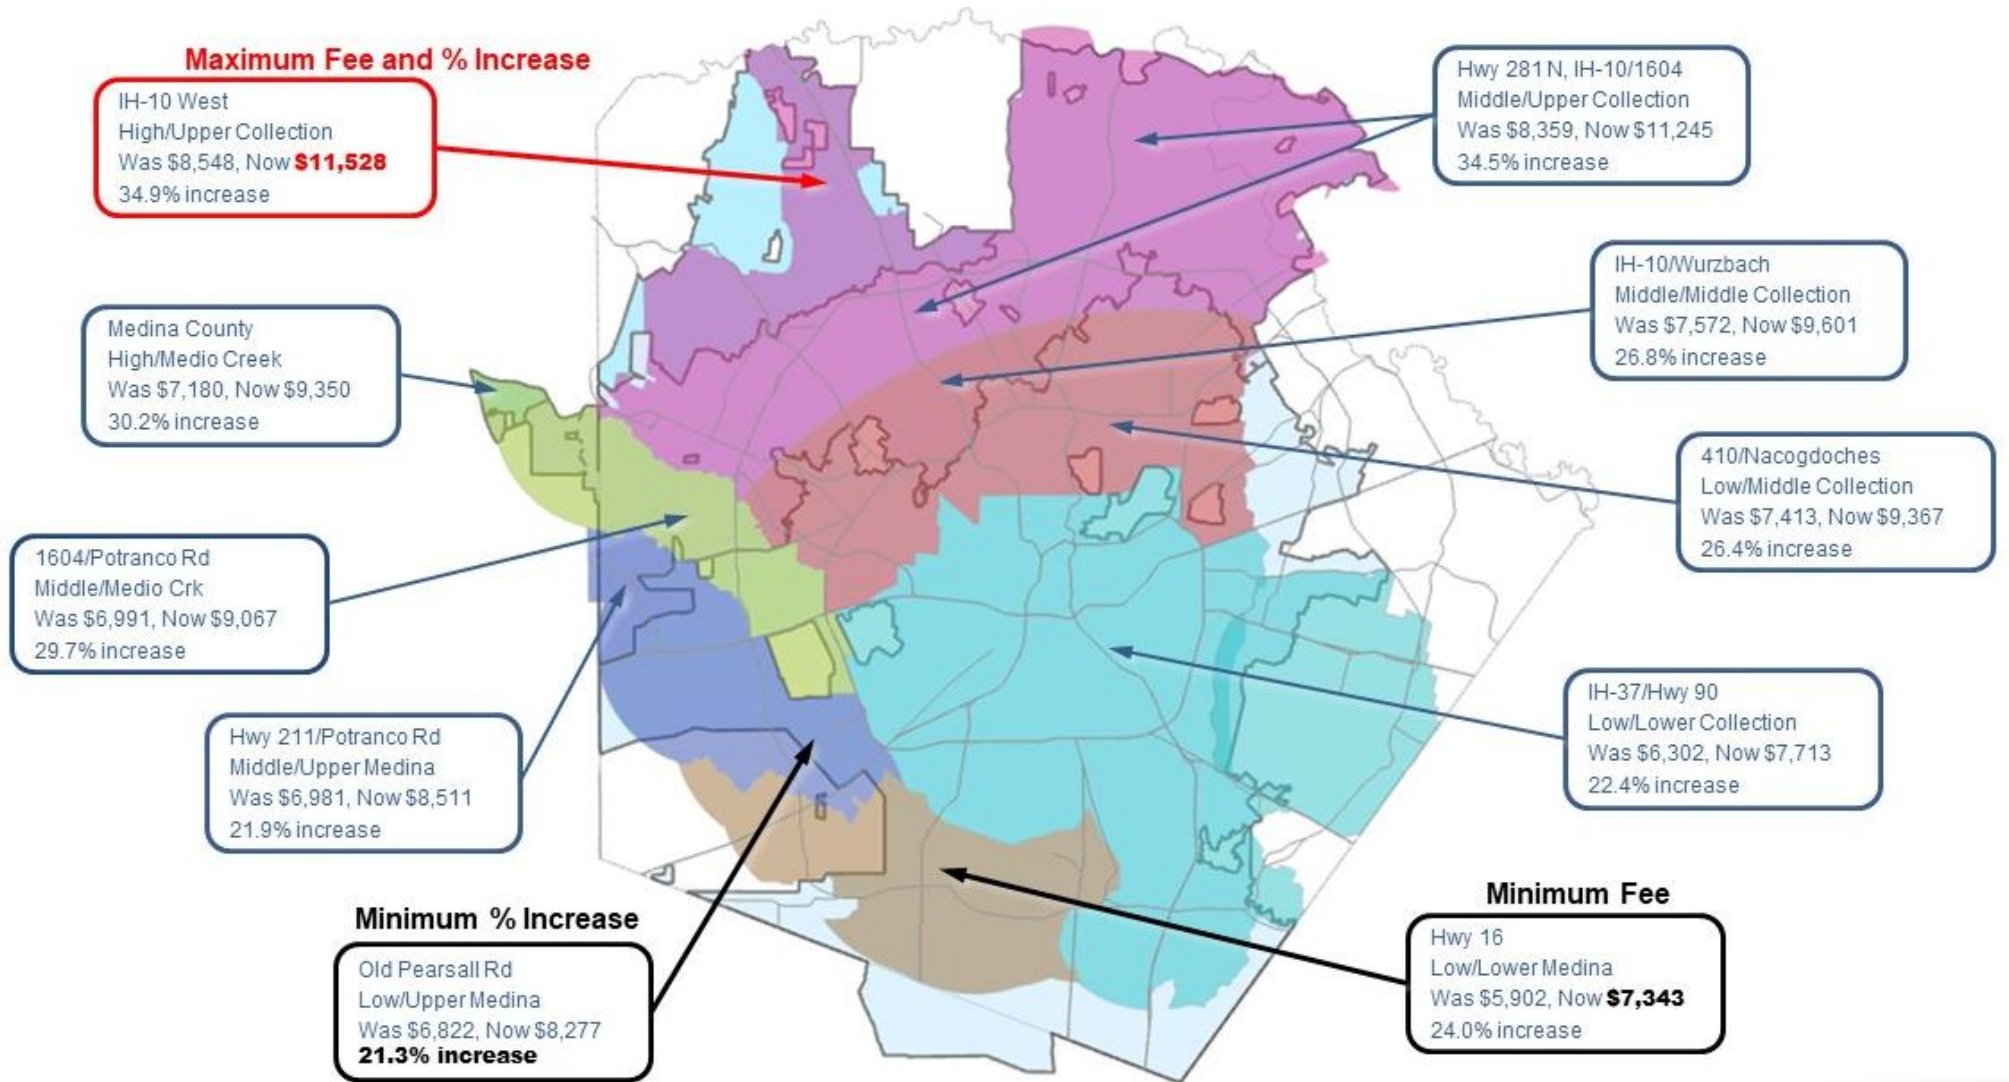 Maximum Fee and % Increase
IH-10 West
High/Upper Collection
Was $8,548, Now $11,528
34.9% increase
Hwy 281 N, IH-10/1604
Middle/Upper Collection
Was $8,359, Now $11,245
34.5% increase
IH-10/Wurzbach
Middle/Middle Collection
Was $7,572, Now $9,601
26.8% increase
Medina County
High/Medio Creek
Was $7,180, Now $9,350
30.2% increase
410/Nacogdoches
Low/Middle Collection
Was $7,413, Now $9,367
26.4% increase
1604/Potranco Rd
Middle/Medio Crk
Was $6,991, Now $9,067
29.7% increase
IH-37/Hwy 90
Low/Lower Collection
Was $6,302, Now $7,713
22.4% increase
Hwy 211/Potranco Rd
Middle/Upper Medina
Was $6,981, Now $8,511
21.9% increase
Minimum % Increase
Old Pearsall Rd
Low/Upper Medina
Was $6,822, Now $8,277
21.3% increase
Minimum Fee
Hwy 16
Low/Lower Medina
Was $5,902, Now $7,343
24.0% increase